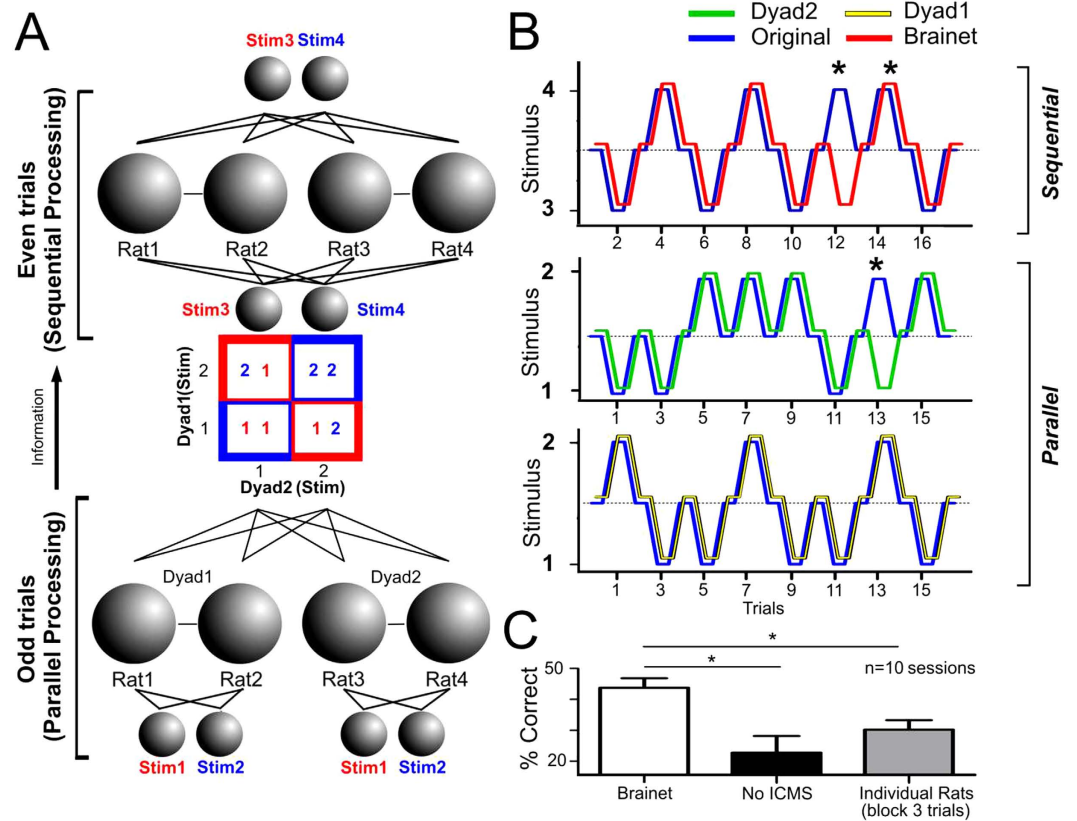 A
Stim3 Stim4
Even trials
(Sequential Processing)
Rat1 Rat2 Rat3 Rat4
Stim3 Stim4
Information
Dyad1(Stim)
2
1
2 1 2 2
1 1 1 2
1 2
Dyad2 (Stim)
Odd trials
(Parallel Processing)
Dyad1 Dyad2
Rat1 Rat2 Rat3 Rat4
Stim1 Stim2 Stim1 Stim2
B
Dyad2 Dyad1
Original Brainet
* *
Stimulus
4
3
2 4 6 8 10 12 14 16
Sequential
*
Stimulus
2
1
1 3 5 7 9 11 13 15
Stimulus
2
1
1 3 5 7 9 11 13 15
Trials
Parallel
C
*
*
n=10 sessions
% Correct
50
20
Brainet No ICMS Individual Rats
(block 3 trials)